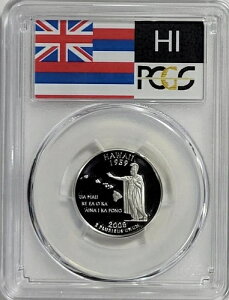 HI
PCGS
HAWAII
1959
UA MAU
KE EA O KA
'AINA I KA PONO
2008
E PLURIBUS UNUM